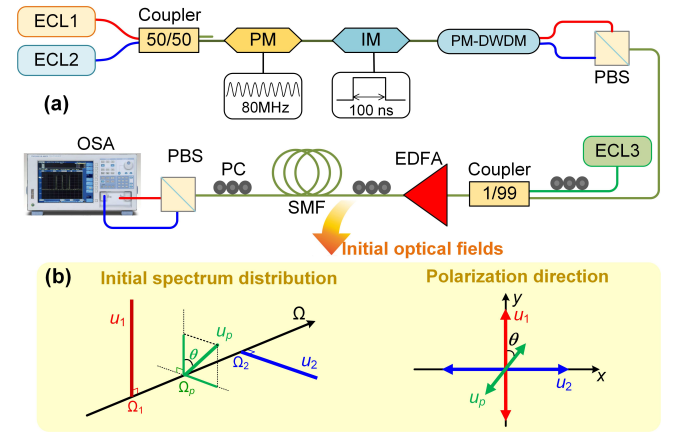 ECL1
ECL2
Coupler
50/50
PM
80MHz
IM
100 ns
PM-DWDM
PBS
(a)
OSA
PBS
PC
SMF
EDFA
Coupler
1/99
ECL3
Initial optical fields
(b)
Initial spectrum distribution
u1
Ω1
θ
up
Ωp
Ω2
Ω
u2
Polarization direction
y
u1
θ
up
u2
x